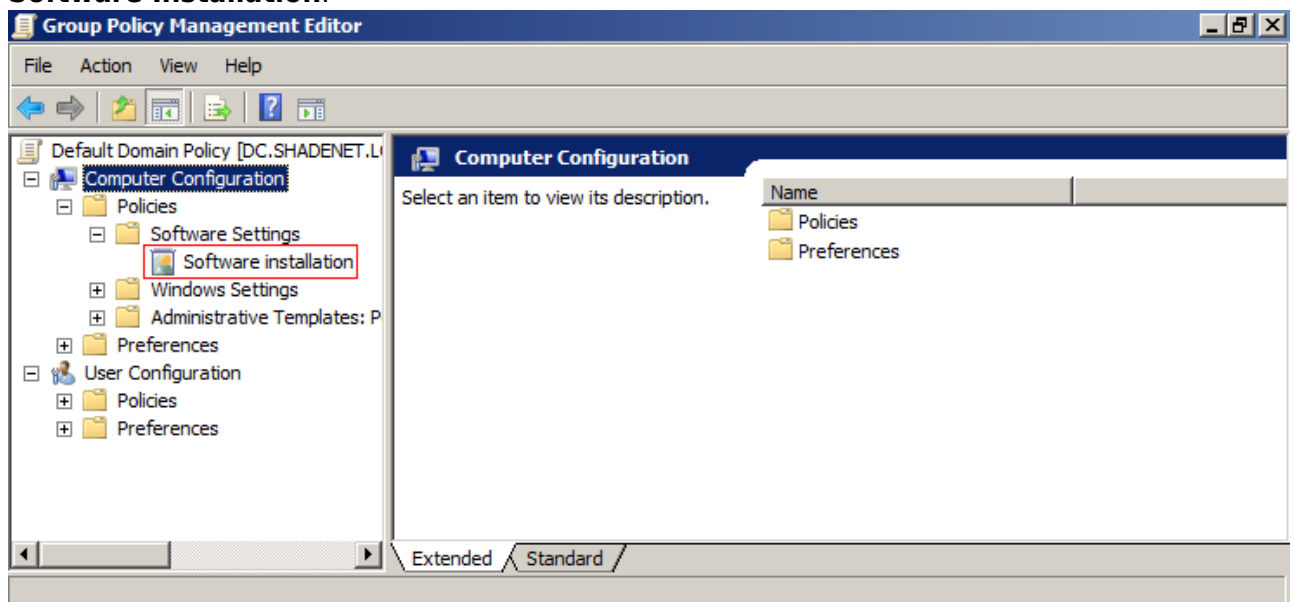 Software installation.
Group Policy Management Editor
File Action View Help
Default Domain Policy [DC.SHADENET.L
Computer Configuration
Policies
Software Settings
Software installation
Windows Settings
Administrative Templates: P
Preferences
User Configuration
Policies
Preferences
Computer Configuration
Select an item to view its description.
Name
Policies
Preferences
Extended Standard